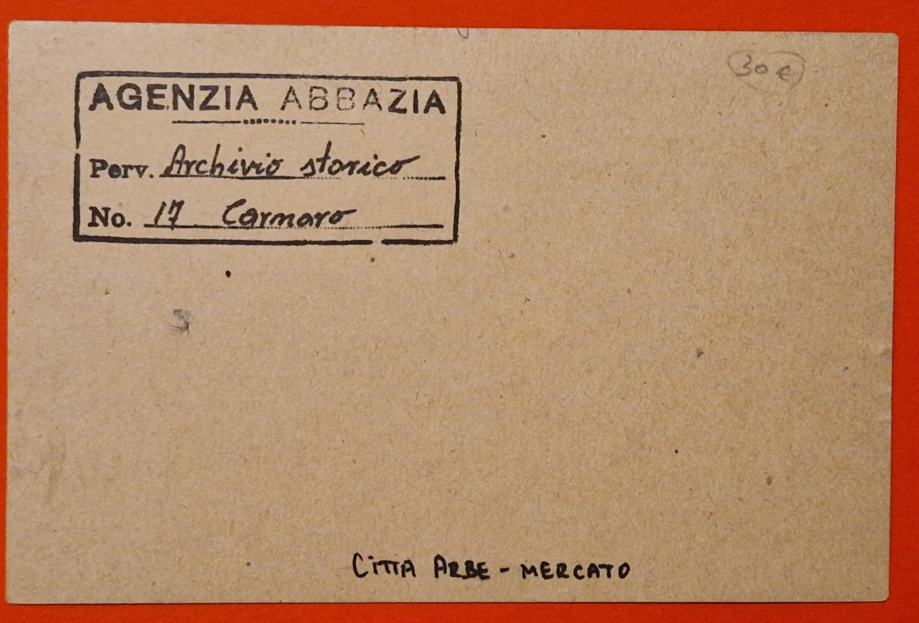 30 €
AGENZIA ABBAZIA
Perv. Archivio storico
No. 17 Carnaro
CITTA ARBE - MERCATO